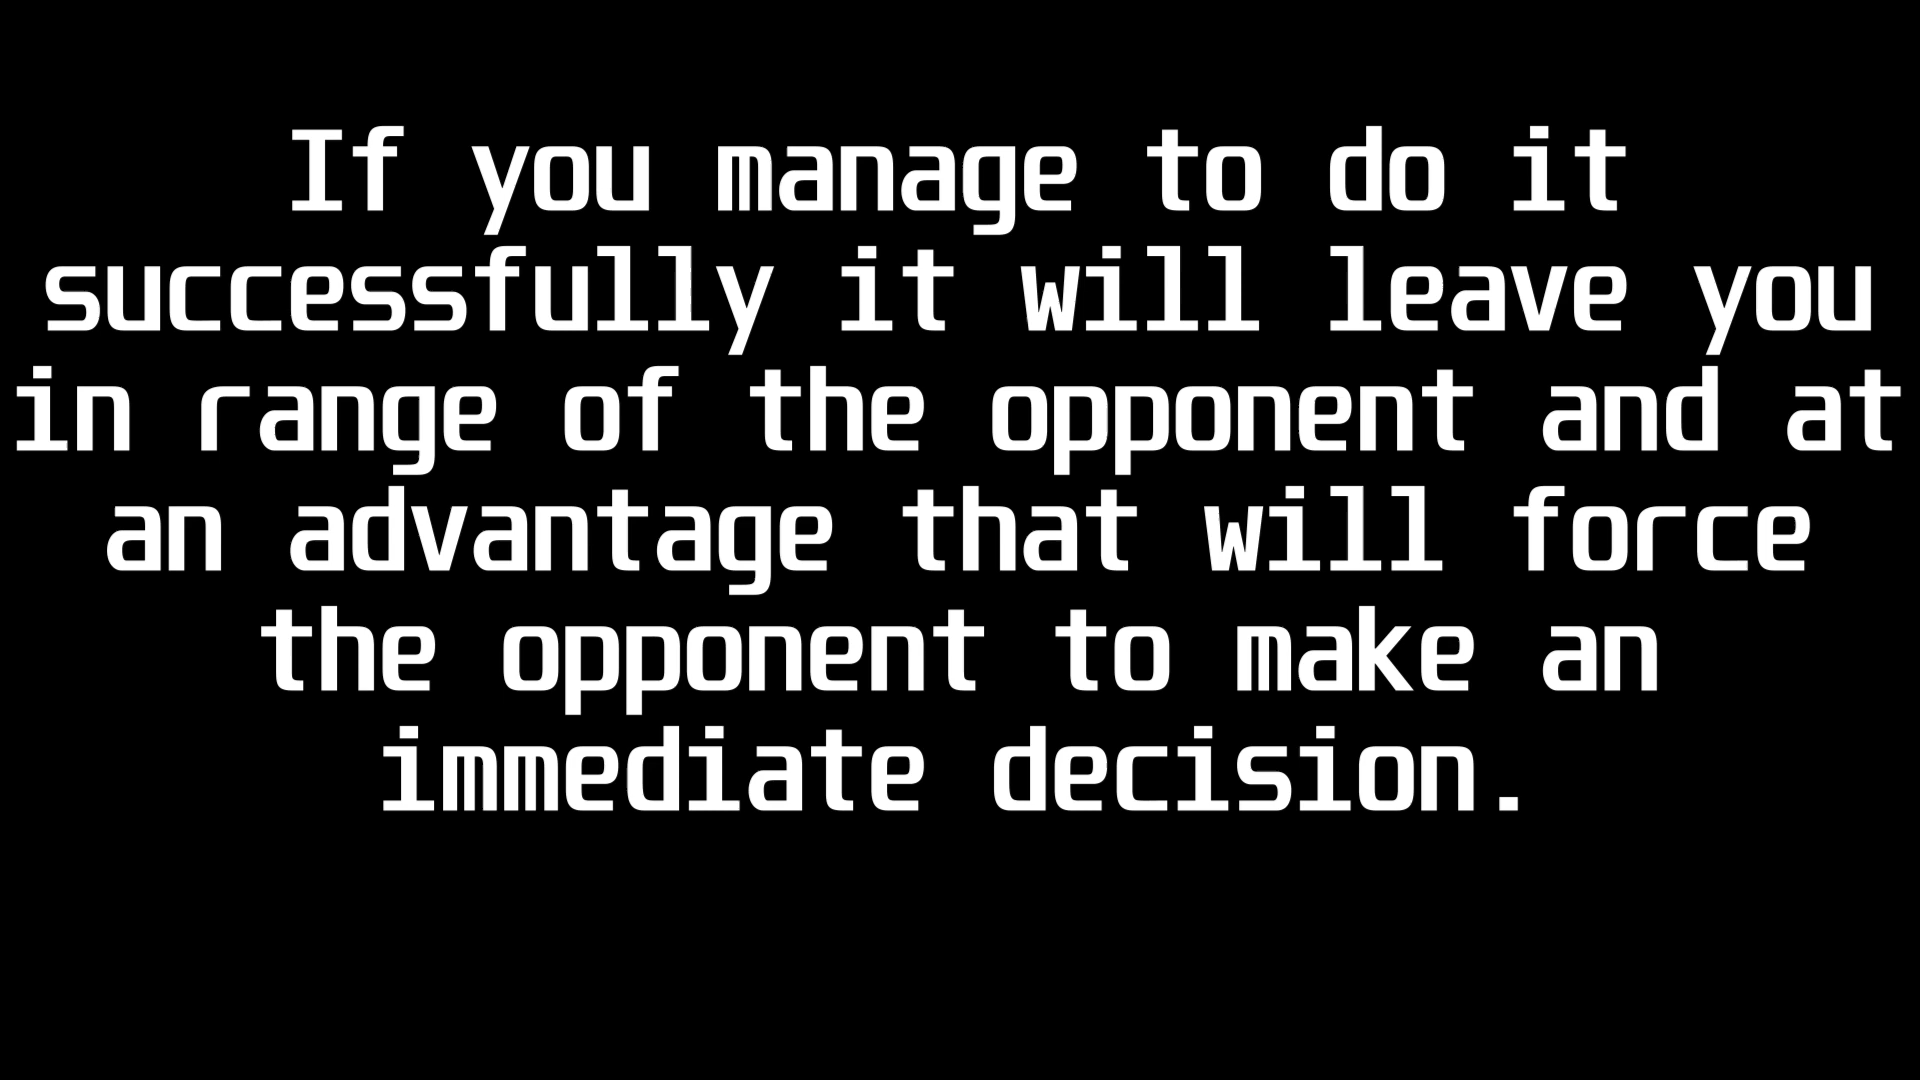 If you manage to do it
successfully it will leave you
in range of the opponent and at
an advantage that will force
the opponent to make an
immediate decision.